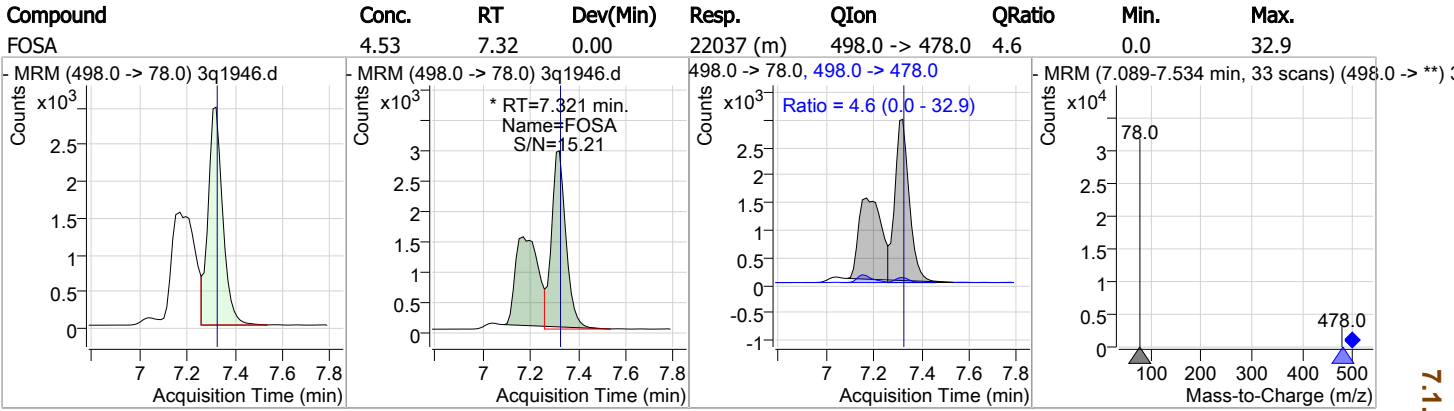 Compound Conc. RT Dev(Min) Resp. QIon QRatio Min. Max.
FOSA 4.53 7.32 0.00 22037 (m) 498.0 -> 478.0 4.6 0.0 32.9
- MRM (498.0 -> 78.0) 3q1946.d
Counts
x10³
2.5
2
1.5
1
0.5
0
7 7.2 7.4 7.6 7.8
Acquisition Time (min)
- MRM (498.0 -> 78.0) 3q1946.d
Counts
x10³
* RT=7.321 min.
Name=FOSA
S/N=15.21
3
2.5
2
1.5
1
0.5
0
7 7.2 7.4 7.6 7.8
Acquisition Time (min)
498.0 -> 78.0, 498.0 -> 478.0
Counts
x10³
Ratio = 4.6 (0.0 - 32.9)
2.5
2
1.5
1
0.5
0
-0.5
-1
7 7.2 7.4 7.6 7.8
Acquisition Time (min)
- MRM (7.089-7.534 min, 33 scans) (498.0 -> **) 3
Counts
x10⁴
78.0
3
2.5
2
1.5
1
0.5
0
478.0
100 200 300 400 500
Mass-to-Charge (m/z)
7.1.